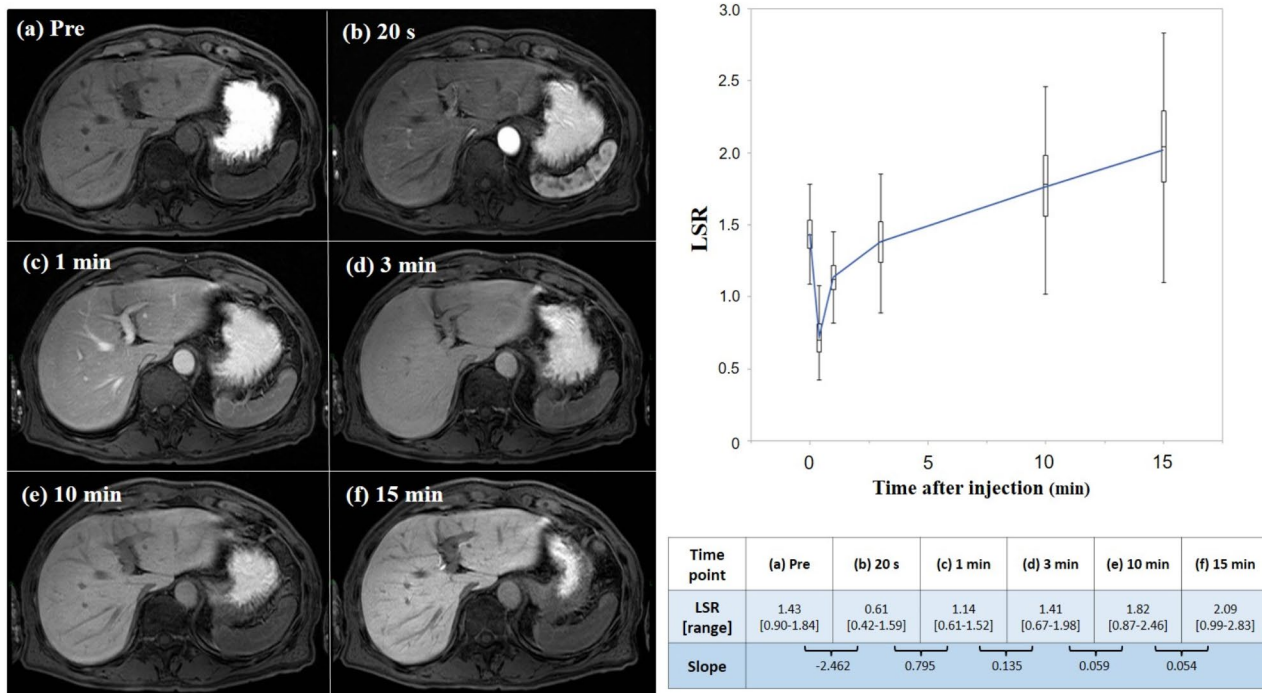 (a) Pre
(b) 20 s
(c) 1 min
(d) 3 min
(e) 10 min
(f) 15 min
3.0
2.5
2.0
1.5
1.0
0.5
0
LSR
0 5 10 15
Time after injection (min)
Time point (a) Pre (b) 20 s (c) 1 min (d) 3 min (e) 10 min (f) 15 min
LSR 1.43 0.61 1.14 1.41 1.82 2.09
[range] [0.90-1.84] [0.42-1.59] [0.61-1.52] [0.67-1.98] [0.87-2.46] [0.99-2.83]
Slope -2.462 0.795 0.135 0.059 0.054